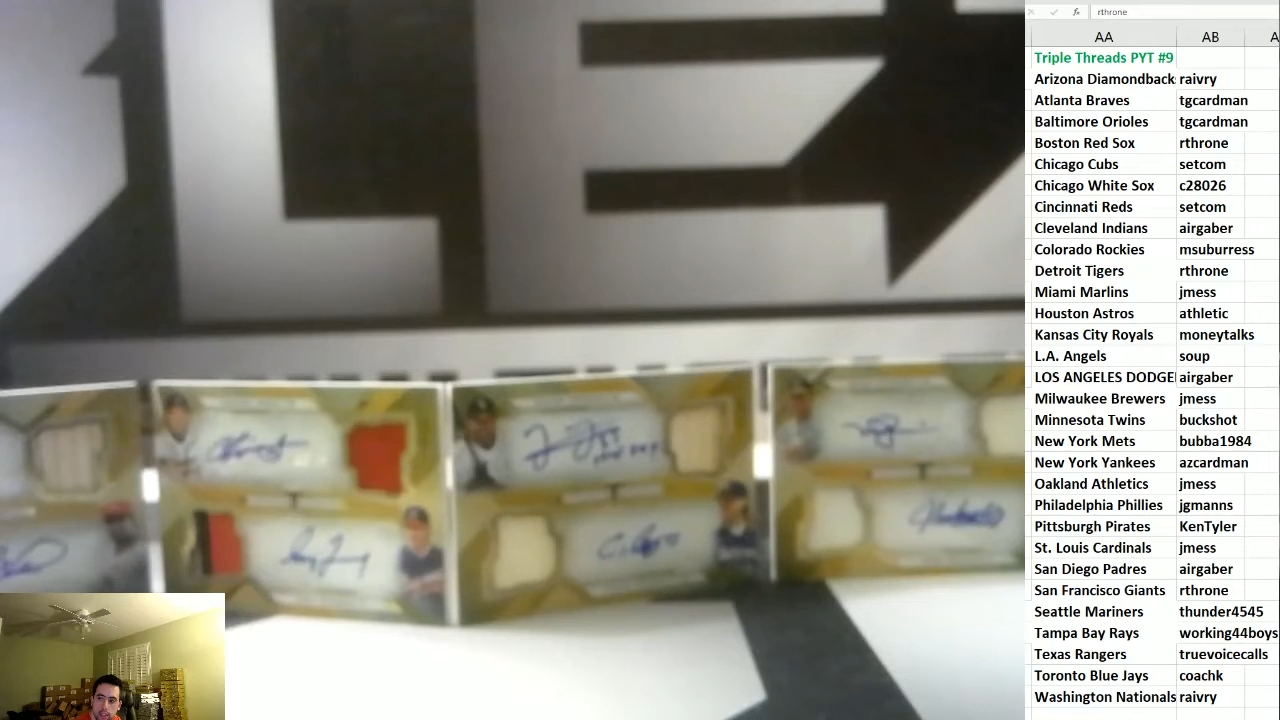 LE
rthrone
AA AB A
Triple Threads PYT #9
Arizona Diamondback raivry
Atlanta Braves tgcardman
Baltimore Orioles tgcardman
Boston Red Sox rthrone
Chicago Cubs setcom
Chicago White Sox c28026
Cincinnati Reds setcom
Cleveland Indians airgaber
Colorado Rockies msuburress
Detroit Tigers rthrone
Miami Marlins jmess
Houston Astros athletic
Kansas City Royals moneytalks
L.A. Angels soup
LOS ANGELES DODGE airgaber
Milwaukee Brewers jmess
Minnesota Twins buckshot
New York Mets bubba1984
New York Yankees azcardman
Oakland Athletics jmess
Philadelphia Phillies jgmanns
Pittsburgh Pirates KenTyler
St. Louis Cardinals jmess
San Diego Padres airgaber
San Francisco Giants rthrone
Seattle Mariners thunder4545
Tampa Bay Rays working44boys
Texas Rangers truevoicecalls
Toronto Blue Jays coachk
Washington Nationals raivry